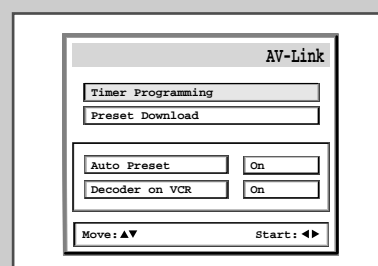 AV-Link
Timer Programming
Preset Download
Auto Preset On
Decoder on VCR On
Move:▲▼ Start:◀▶